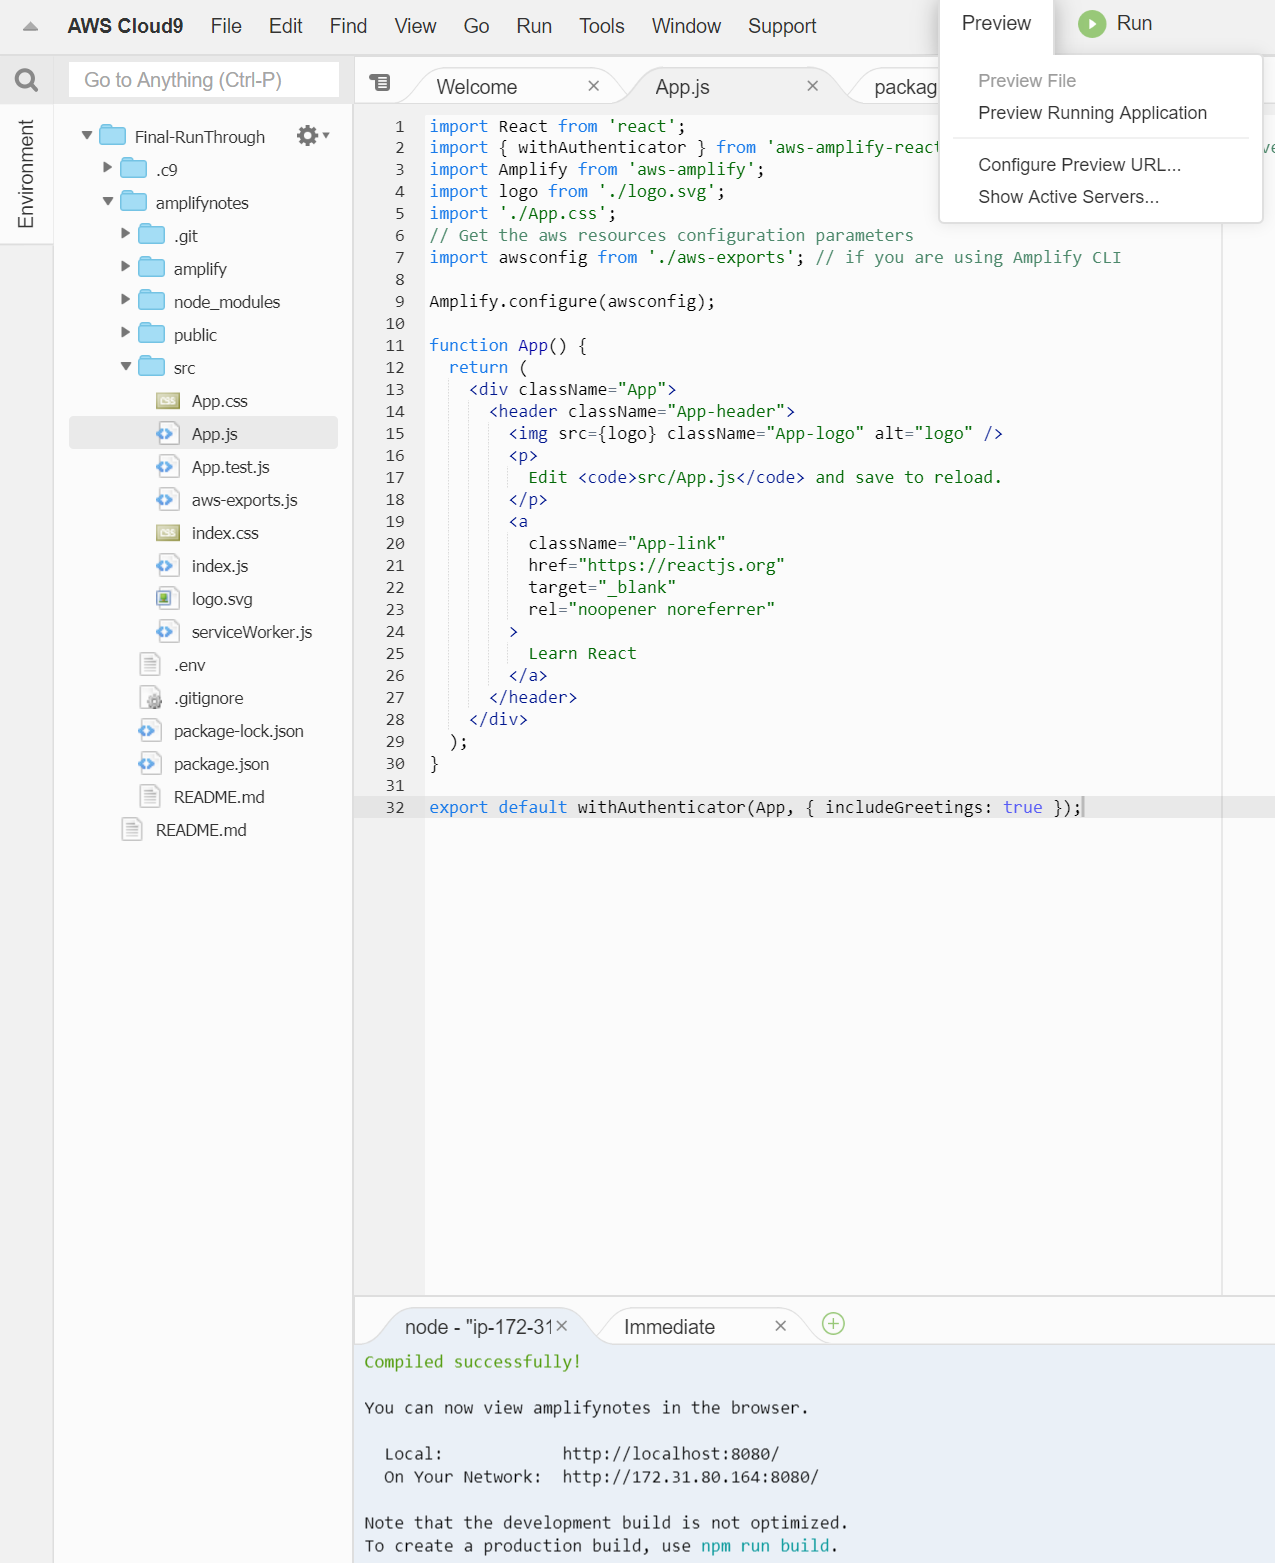 AWS Cloud9 File Edit Find View Go Run Tools Window Support Preview Run
Go to Anything (Ctrl-P)
Environment
Final-RunThrough
.c9
amplifynotes
.git
amplify
node_modules
public
src
App.css
App.js
App.test.js
aws-exports.js
index.css
index.js
logo.svg
serviceWorker.js
.env
.gitignore
package-lock.json
package.json
README.md
README.md
Welcome App.js packag
Preview File
Preview Running Application
Configure Preview URL...
Show Active Servers...
1 import React from 'react';
2 import { withAuthenticator } from 'aws-amplify-react
3 import Amplify from 'aws-amplify';
4 import logo from './logo.svg';
5 import './App.css';
6 // Get the aws resources configuration parameters
7 import awsconfig from './aws-exports'; // if you are using Amplify CLI
8
9 Amplify.configure(awsconfig);
10
11 function App() {
12 return (
13 <div className="App">
14 <header className="App-header">
15 <img src={logo} className="App-logo" alt="logo" />
16 <p>
17 Edit <code>src/App.js</code> and save to reload.
18 </p>
19 <a
20 className="App-link"
21 href="https://reactjs.org"
22 target="_blank"
23 rel="noopener noreferrer"
24 >
25 Learn React
26 </a>
27 </header>
28 </div>
29 );
30 }
31
32 export default withAuthenticator(App, { includeGreetings: true });
node - "ip-172-31 Immediate
Compiled successfully!
You can now view amplifynotes in the browser.
Local: http://localhost:8080/
On Your Network: http://172.31.80.164:8080/
Note that the development build is not optimized.
To create a production build, use npm run build.